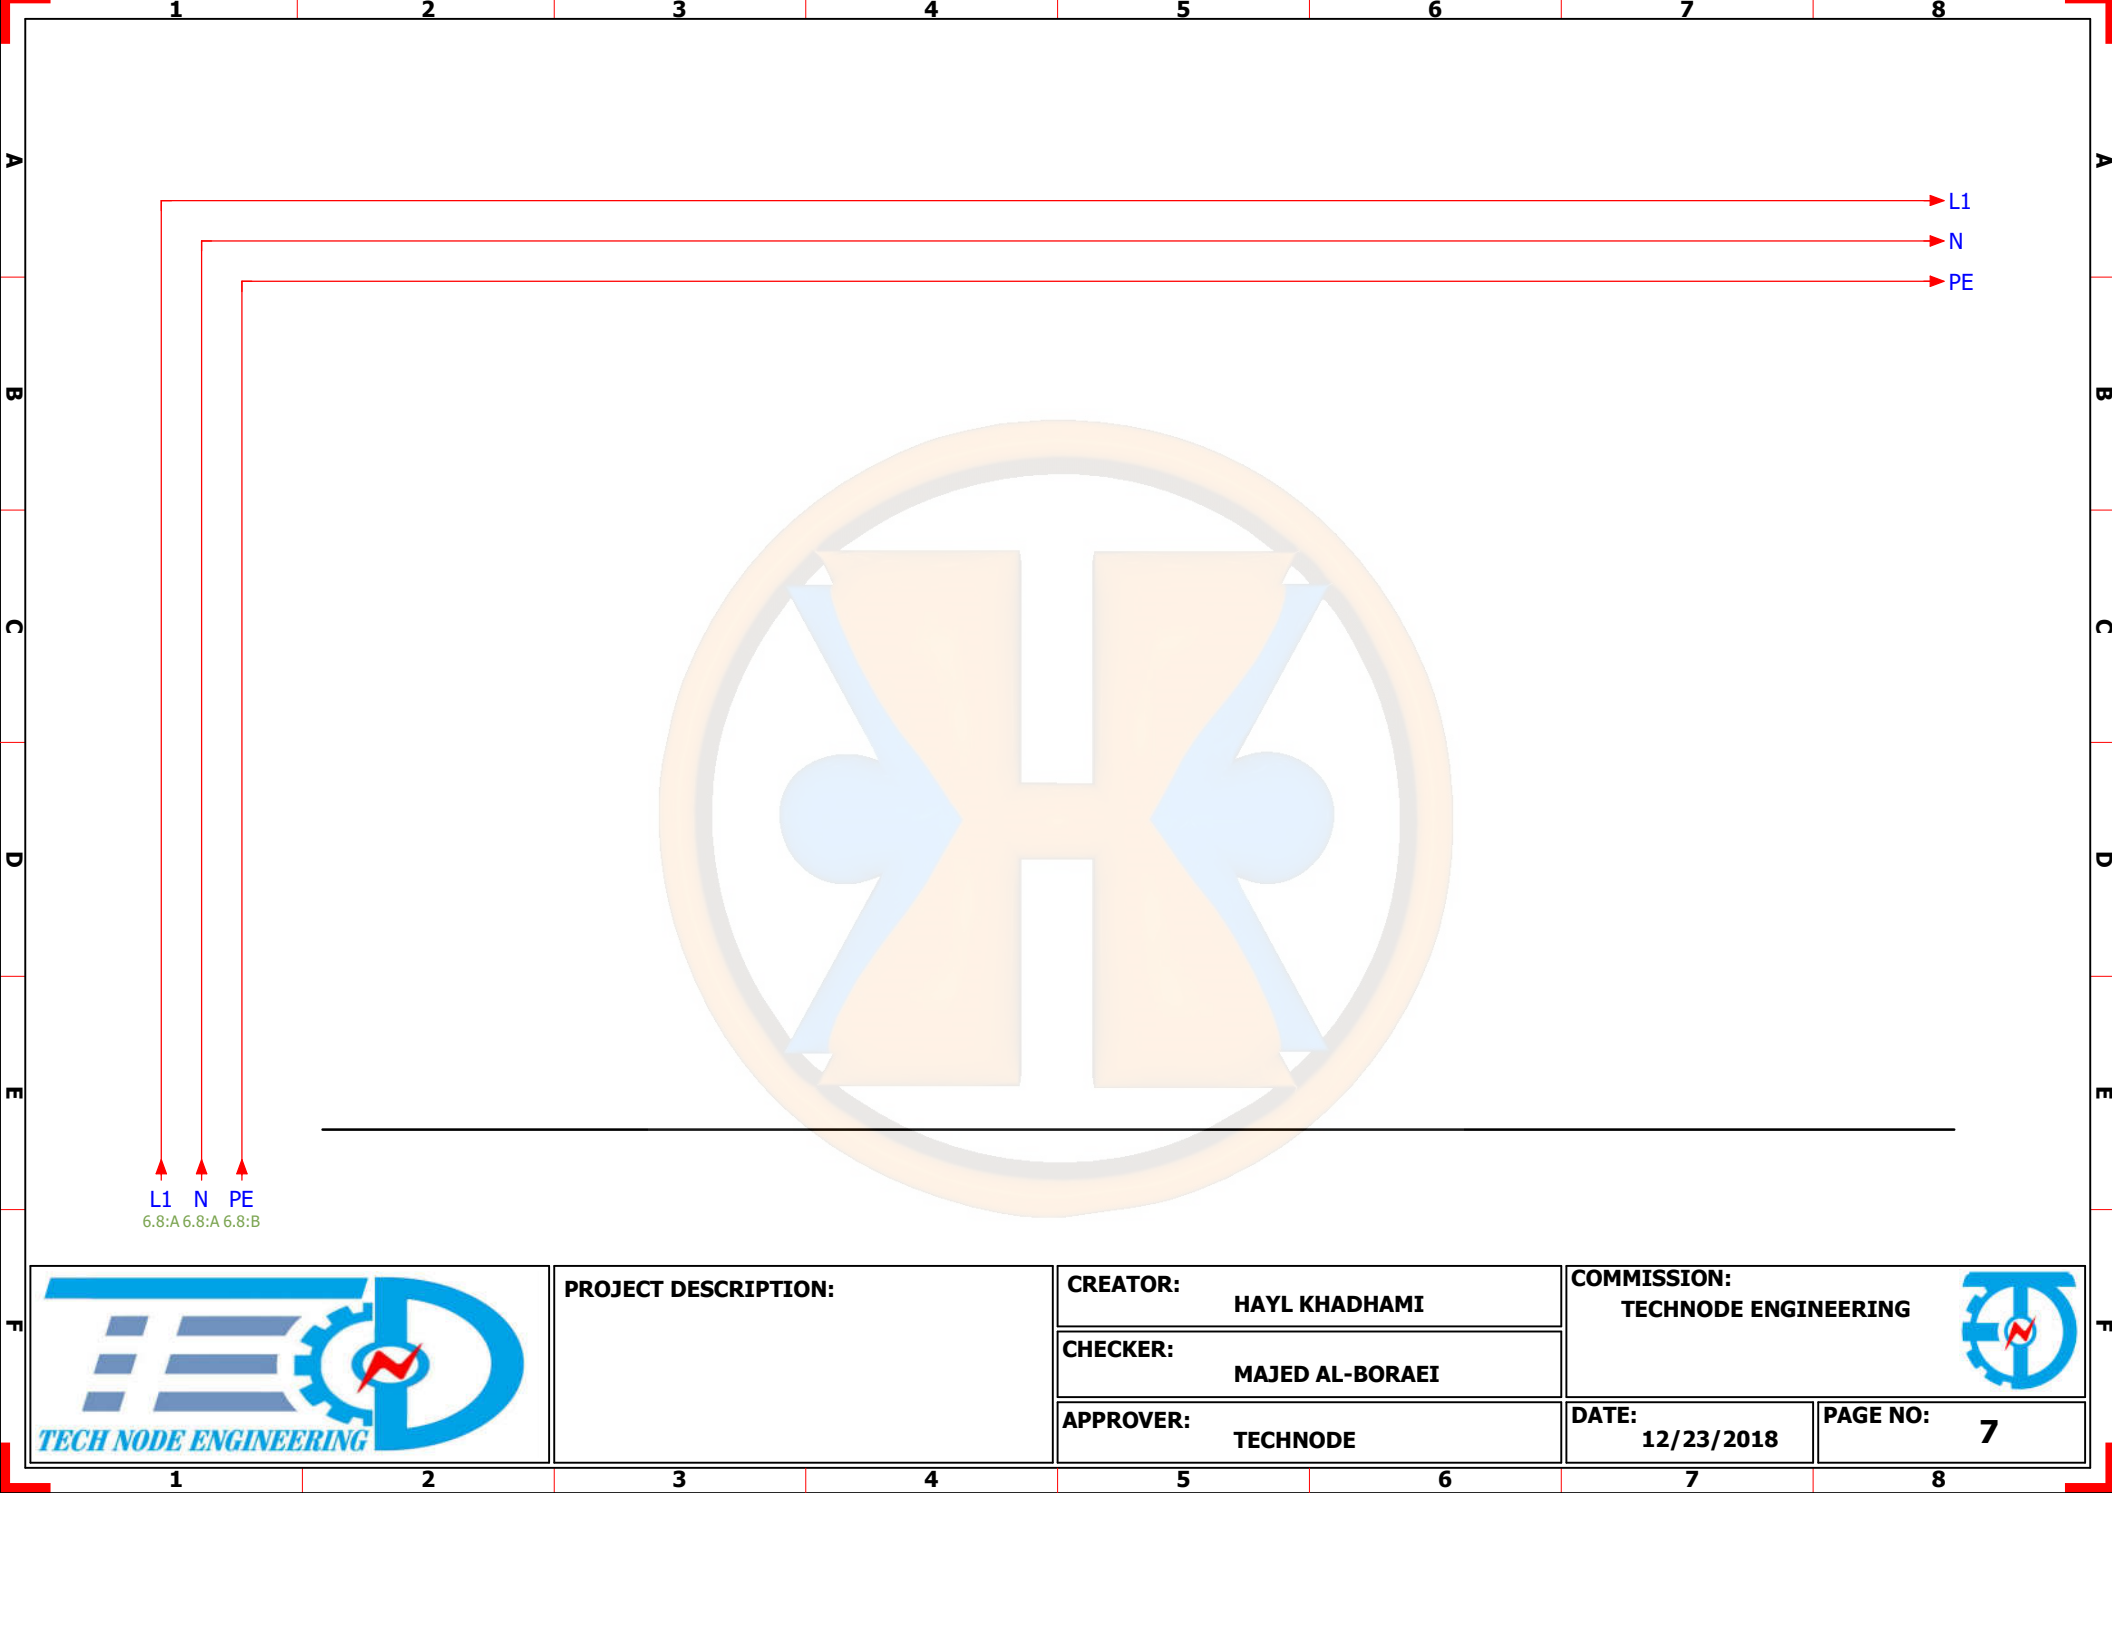 1 2 3 4 5 6 7 8
A A
L1
N
PE
B B
C C
D D
E E
L1 N PE
6.8:A 6.8:A 6.8:B
F F
TECH NODE ENGINEERING
PROJECT DESCRIPTION:
CREATOR:
HAYL KHADHAMI
CHECKER:
MAJED AL-BORAEI
APPROVER:
TECHNODE
COMMISSION:
TECHNODE ENGINEERING
DATE:
12/23/2018
PAGE NO:
7
1 2 3 4 5 6 7 8